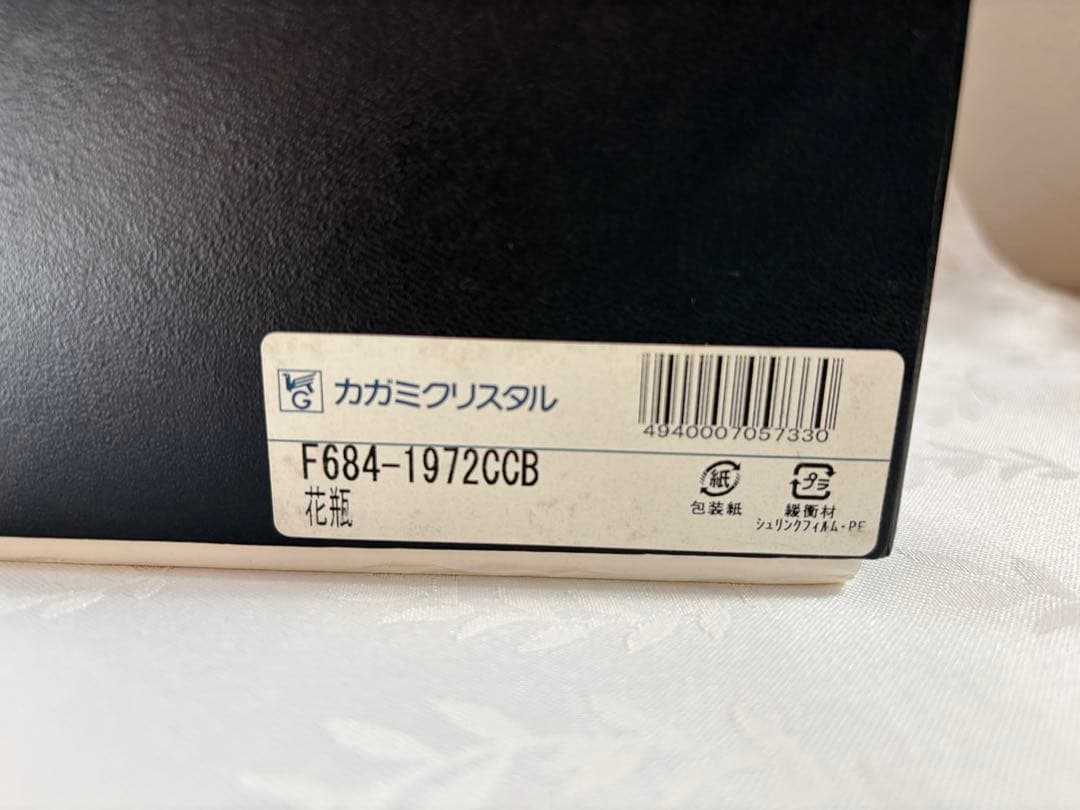 G カガミクリスタル
4940007057330
F684-1972CCB
花瓶
紙
包装紙
プラ
緩衝材
シュリンクフィルム・PE